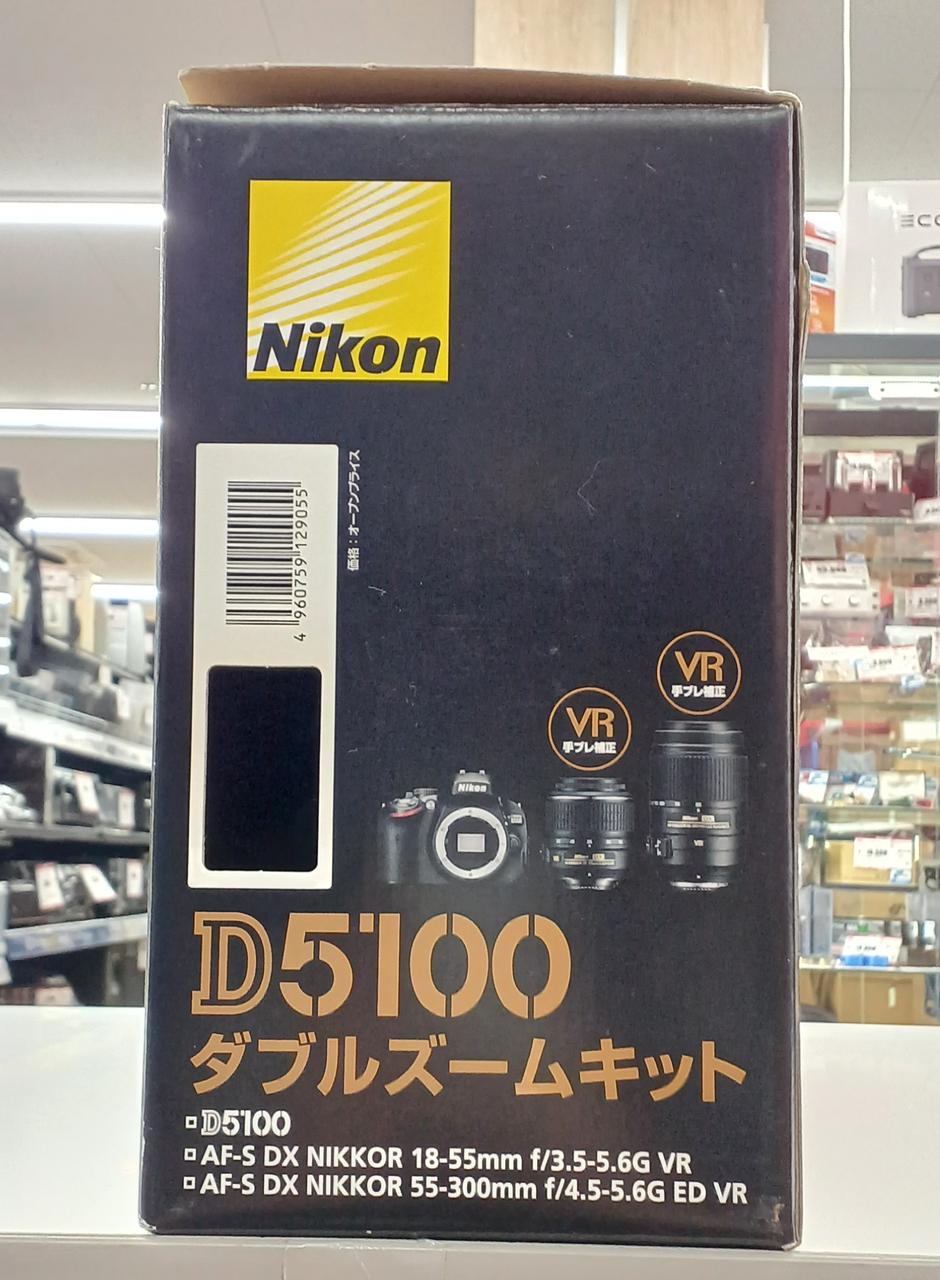 Nikon
価格：オープンプライス
4 960759 129055
VR
手ブレ補正
VR
手ブレ補正
Nikon
D5100
ダブルズームキット
D5100
AF-S DX NIKKOR 18-55mm f/3.5-5.6G VR
AF-S DX NIKKOR 55-300mm f/4.5-5.6G ED VR